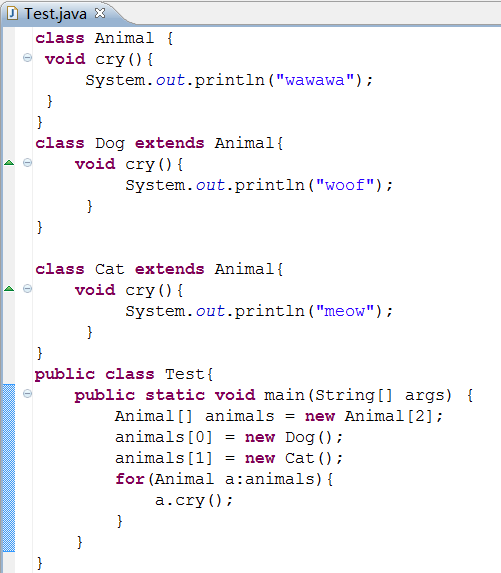 Test.java
class Animal {
void cry(){
System.out.println("wawawa");
}
}
class Dog extends Animal{
void cry(){
System.out.println("woof");
}
}
class Cat extends Animal{
void cry(){
System.out.println("meow");
}
}
public class Test{
public static void main(String[] args) {
Animal[] animals = new Animal[2];
animals[0] = new Dog();
animals[1] = new Cat();
for(Animal a:animals){
a.cry();
}
}
}